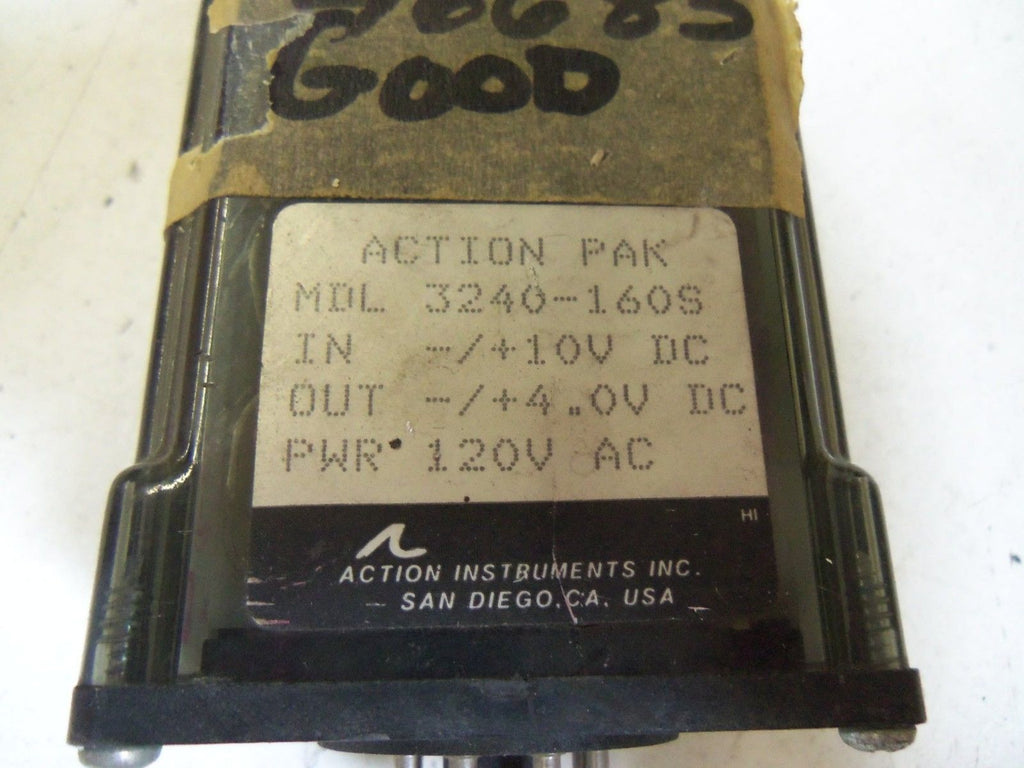 GOOD
ACTION PAK
MDL 3240-160S
IN -/+10V DC
OUT -/+4.0V DC
PWR 120V AC
HI
ACTION INSTRUMENTS INC.
SAN DIEGO, CA. USA